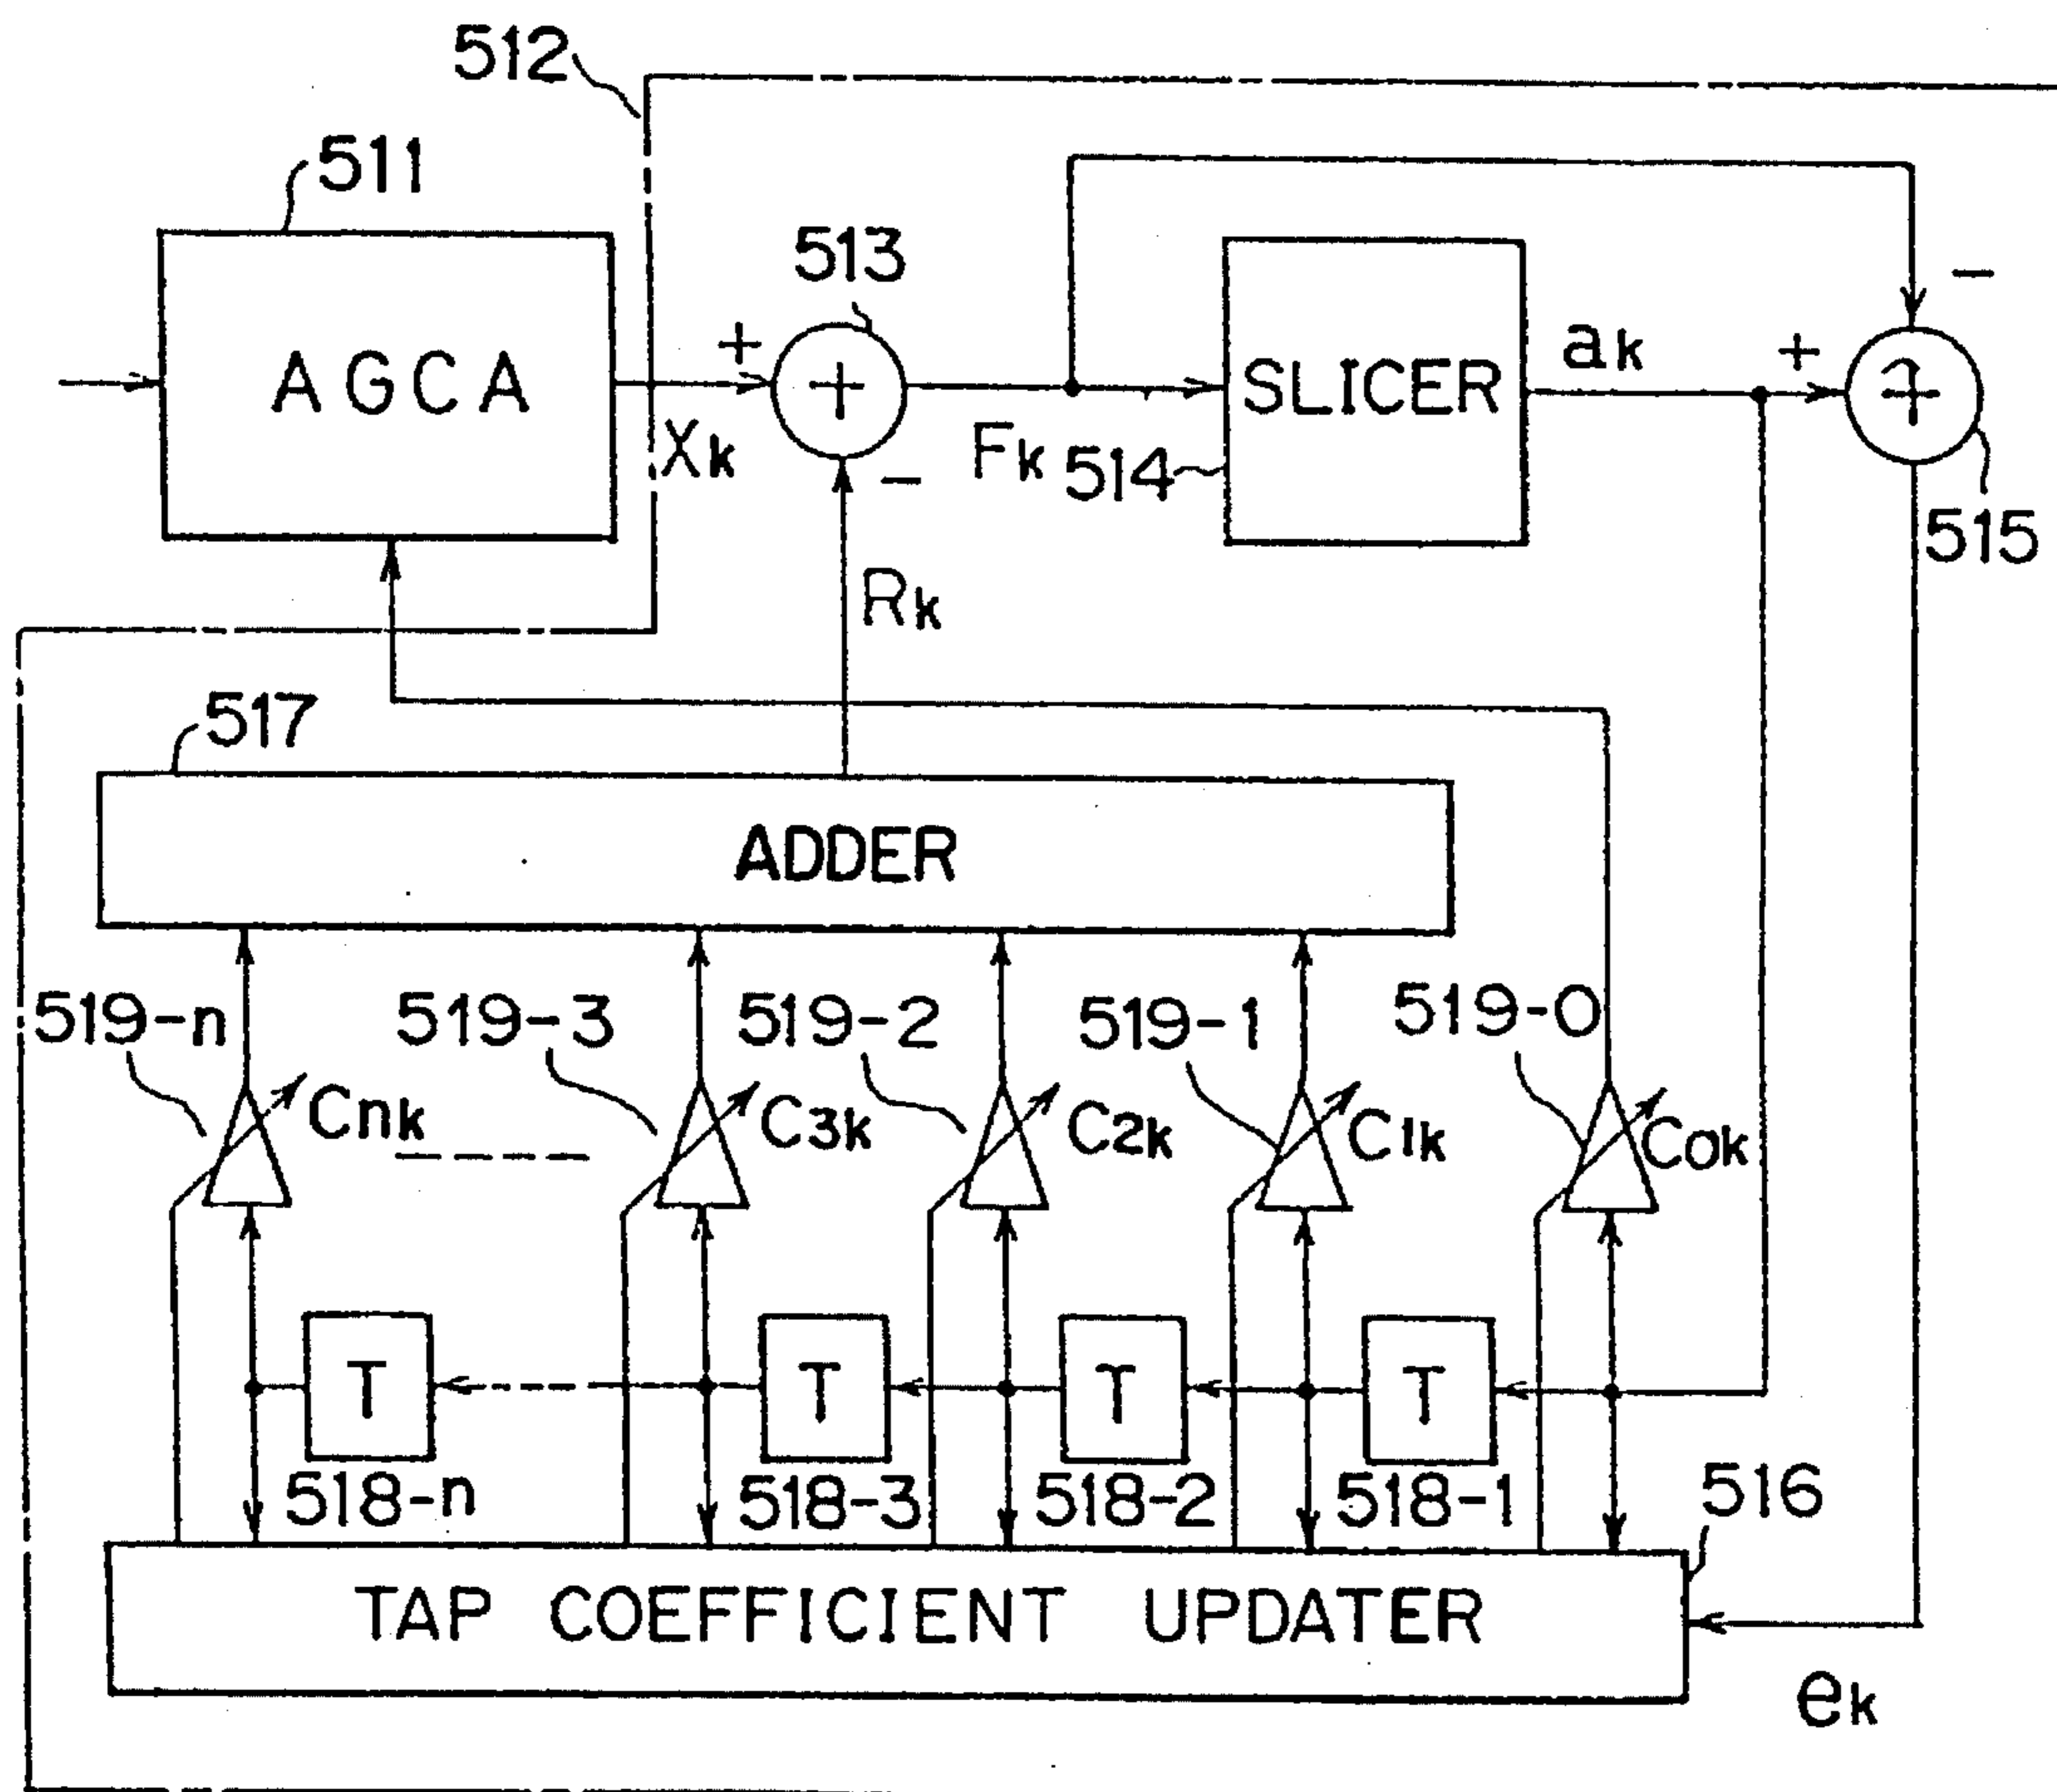 512
511
513
+
AGCA
+
-
SLICER
ak
+
-
+
Xk
Fk
514
515
Rk
517
ADDER
519-n
519-3
519-2
519-1
519-0
Cnk
C3k
C2k
C1k
C0k
T
T
T
T
518-n
518-3
518-2
518-1
516
TAP COEFFICIENT UPDATER
ek